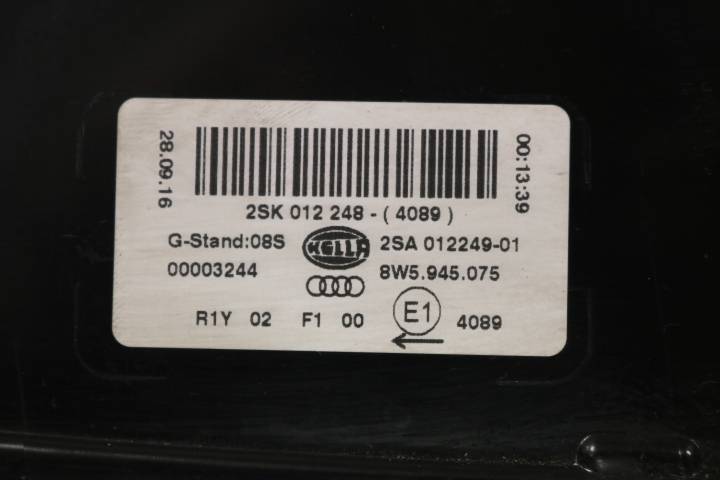 28.09.16
00:13:39
2SK 012 248 - ( 4089 )
G-Stand:08S HELLA 2SA 012249-01
00003244 8W5.945.075
R1Y 02 F1 00 E1 4089